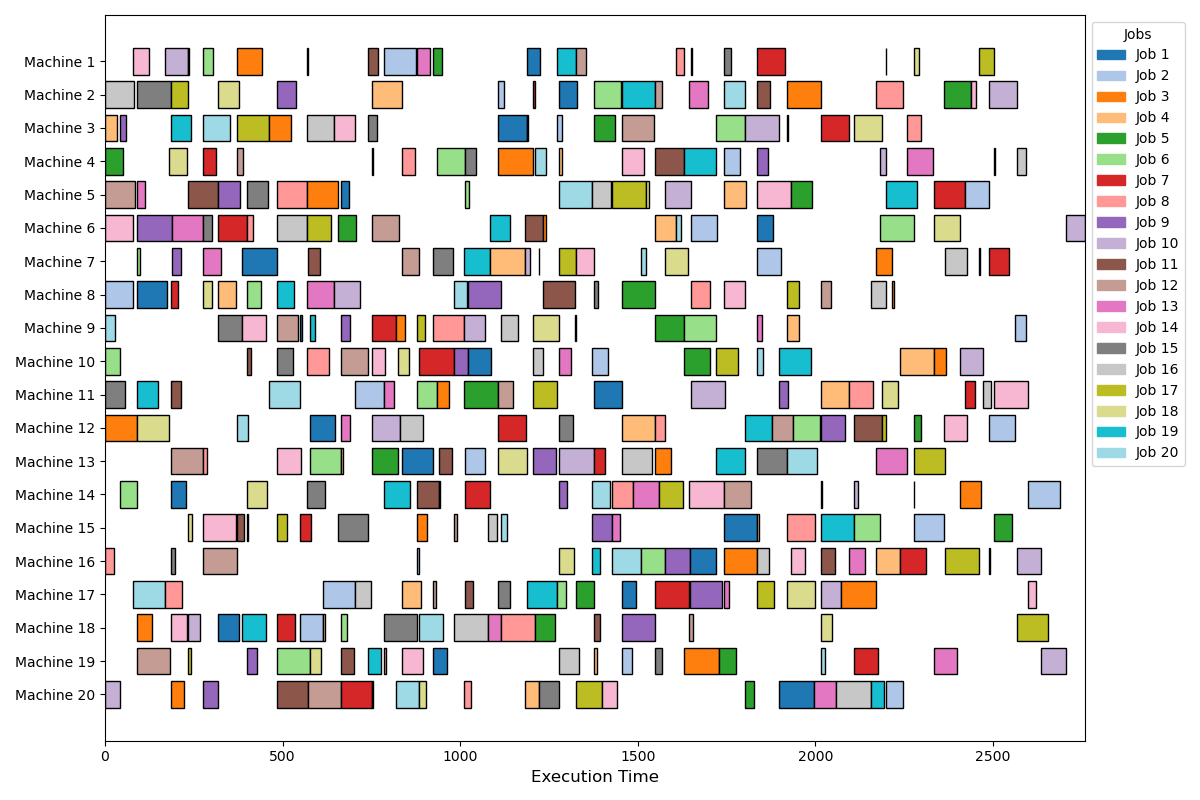 Machine 1
Machine 2
Machine 3
Machine 4
Machine 5
Machine 6
Machine 7
Machine 8
Machine 9
Machine 10
Machine 11
Machine 12
Machine 13
Machine 14
Machine 15
Machine 16
Machine 17
Machine 18
Machine 19
Machine 20
0 500 1000 1500 2000 2500
Execution Time
Jobs
Job 1
Job 2
Job 3
Job 4
Job 5
Job 6
Job 7
Job 8
Job 9
Job 10
Job 11
Job 12
Job 13
Job 14
Job 15
Job 16
Job 17
Job 18
Job 19
Job 20